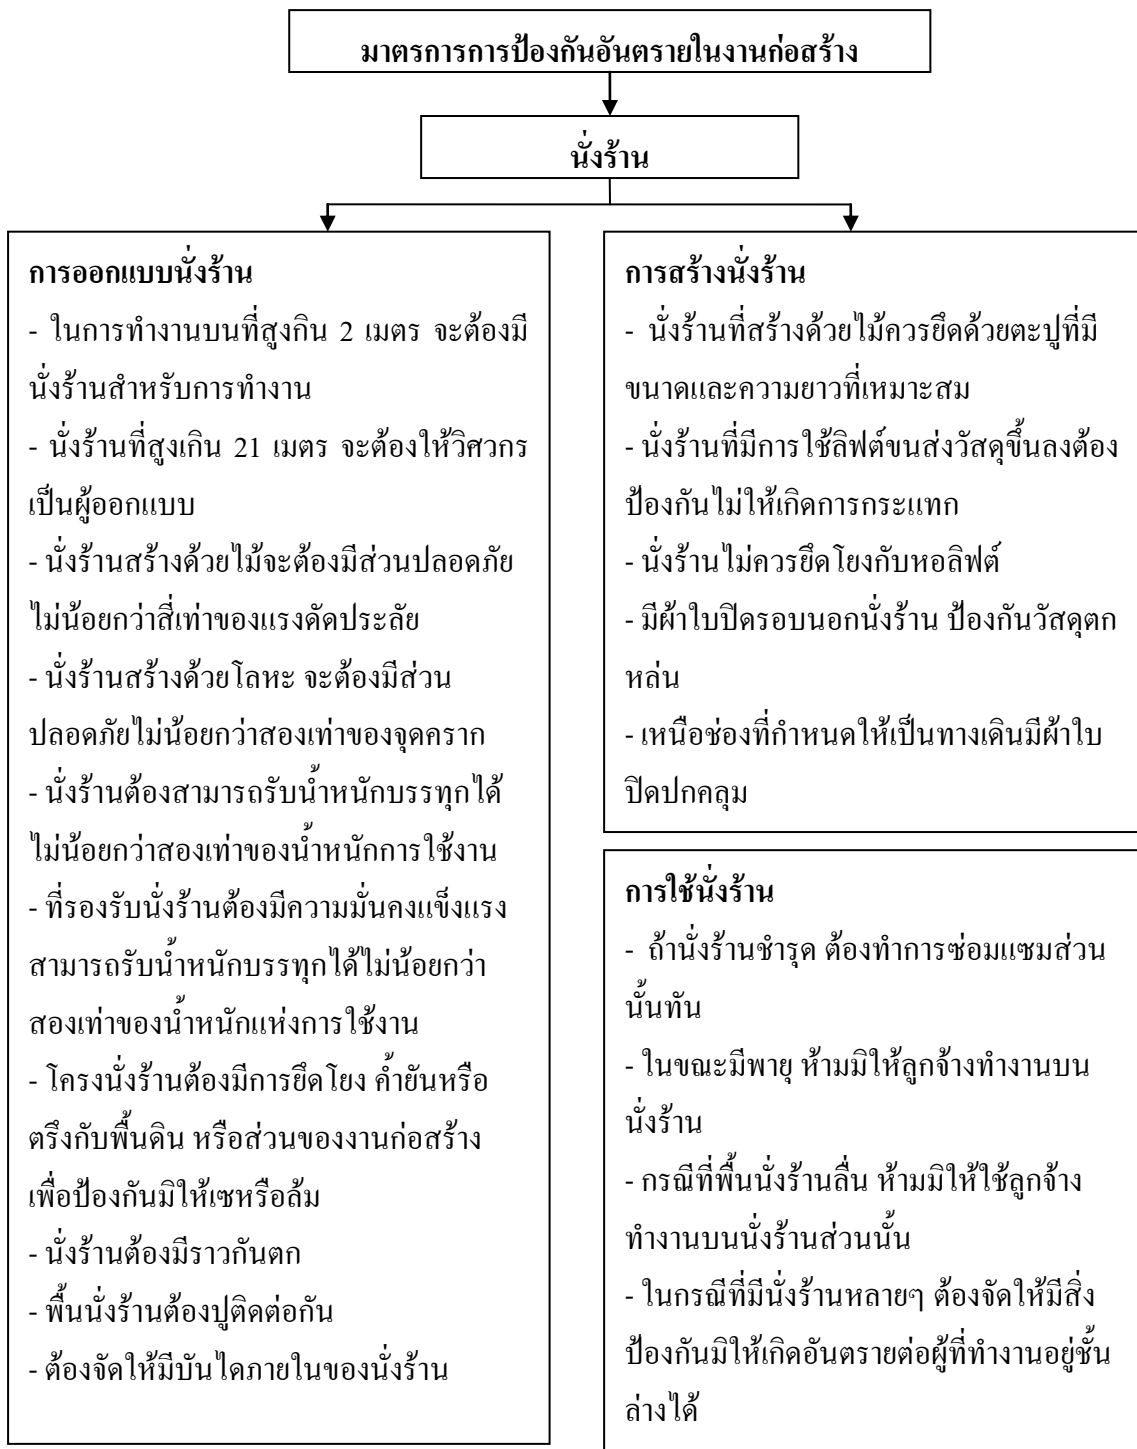 มาตรการการป้องกันอันตรายในงานก่อสร้าง
นั่งร้าน
การออกแบบนั่งร้าน
- ในการทำงานบนที่สูงกิน 2 เมตร จะต้องมี
นั่งร้านสำหรับการทำงาน
- นั่งร้านที่สูงเกิน 21 เมตร จะต้องให้วิศวกร
เป็นผู้ออกแบบ
- นั่งร้านสร้างด้วยไม้จะต้องมีส่วนปลอดภัย
ไม่น้อยกว่าสี่เท่าของแรงดัดประลัย
- นั่งร้านสร้างด้วยโลหะ จะต้องมีส่วน
ปลอดภัยไม่น้อยกว่าสองเท่าของจุดคราก
- นั่งร้านต้องสามารถรับน้ำหนักบรรทุกได้
ไม่น้อยกว่าสองเท่าของน้ำหนักการใช้งาน
- ที่รองรับนั่งร้านต้องมีความมั่นคงแข็งแรง
สามารถรับน้ำหนักบรรทุกได้ไม่น้อยกว่า
สองเท่าของน้ำหนักแห่งการใช้งาน
- โครงนั่งร้านต้องมีการยึดโยง ค้ำยันหรือ
ตรึงกับพื้นดิน หรือส่วนของงานก่อสร้าง
เพื่อป้องกันมิให้เซหรือล้ม
- นั่งร้านต้องมีราวกันตก
- พื้นนั่งร้านต้องปูติดต่อกัน
- ต้องจัดให้มีบันไดภายในของนั่งร้าน
การสร้างนั่งร้าน
- นั่งร้านที่สร้างด้วยไม้ควรยึดด้วยตะปูที่มี
ขนาดและความยาวที่เหมาะสม
- นั่งร้านที่มีการใช้ลิฟต์ขนส่งวัสดุขึ้นลงต้อง
ป้องกันไม่ให้เกิดการกระแทก
- นั่งร้านไม่ควรยึดโยงกับหอลิฟต์
- มีผ้าใบปิดรอบนอกนั่งร้าน ป้องกันวัสดุตก
หล่น
- เหนือช่องที่กำหนดให้เป็นทางเดินมีผ้าใบ
ปิดปกคลุม
การใช้นั่งร้าน
- ถ้านั่งร้านชำรุด ต้องทำการซ่อมแซมส่วน
นั้นทัน
- ในขณะมีพายุ ห้ามมิให้ลูกจ้างทำงานบน
นั่งร้าน
- กรณีที่พื้นนั่งร้านลื่น ห้ามมิให้ใช้ลูกจ้าง
ทำงานบนนั่งร้านส่วนนั้น
- ในกรณีที่มีนั่งร้านหลายๆ ต้องจัดให้มีสิ่ง
ป้องกันมิให้เกิดอันตรายต่อผู้ที่ทำงานอยู่ชั้น
ล่างได้